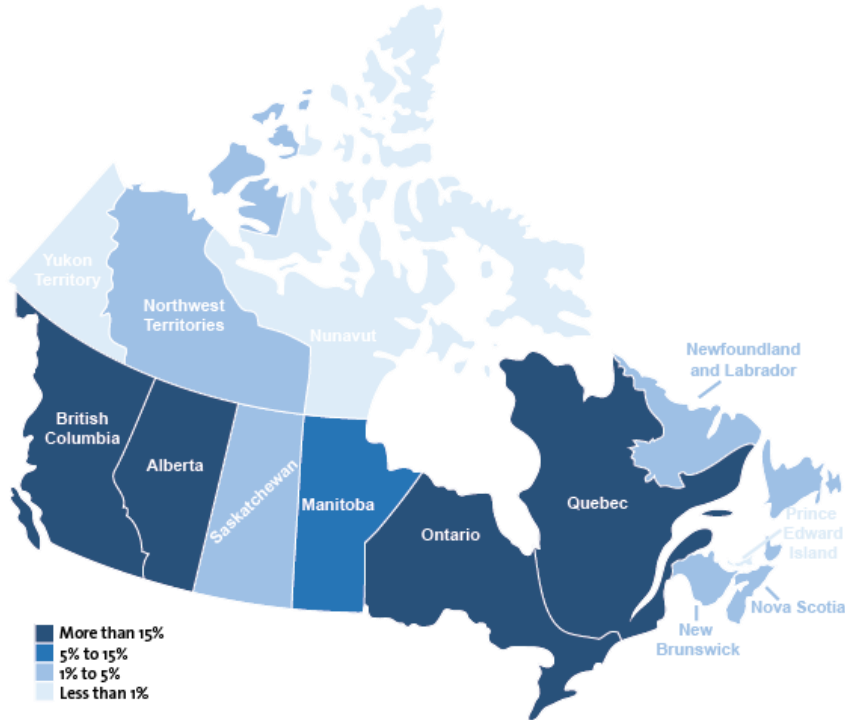 Yukon
Territory
Northwest
Territories
Nunavut
Newfoundland
and Labrador
British
Columbia
Alberta
Saskatchewan
Manitoba
Ontario
Quebec
Prince
Edward
Island
Nova Scotia
New
Brunswick
More than 15%
5% to 15%
1% to 5%
Less than 1%